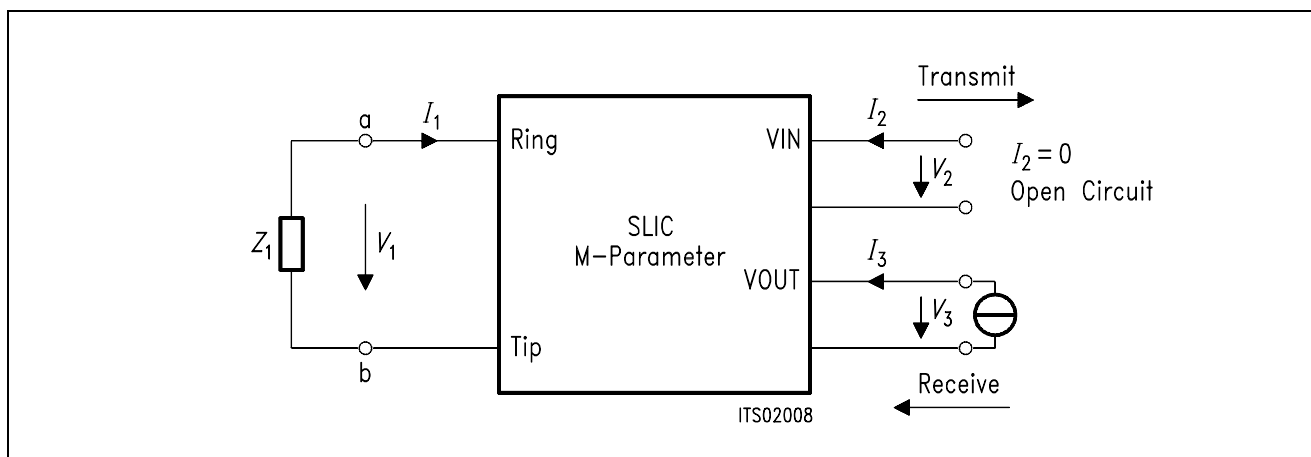 Transmit
a
I1
Ring
VIN
I2
I2 = 0
V2
Open Circuit
Z1
V1
SLIC
M-Parameter
I3
VOUT
V3
Tip
b
Receive
ITS02008